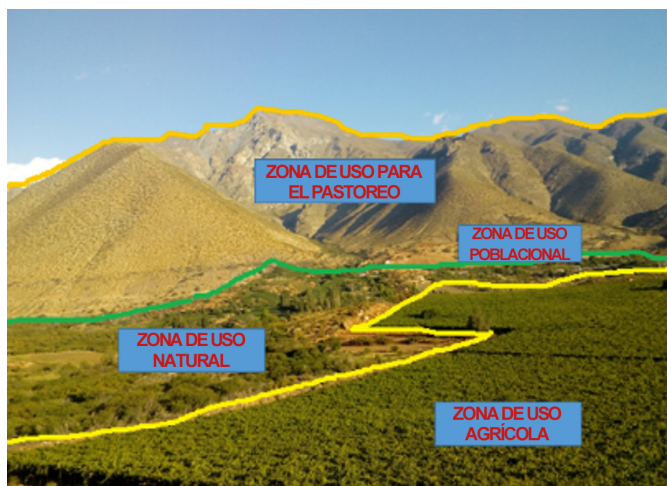 ZONA DE USO PARA
EL PASTOREO
ZONA DE USO
POBLACIONAL
ZONA DE USO
NATURAL
ZONA DE USO
AGRÍCOLA